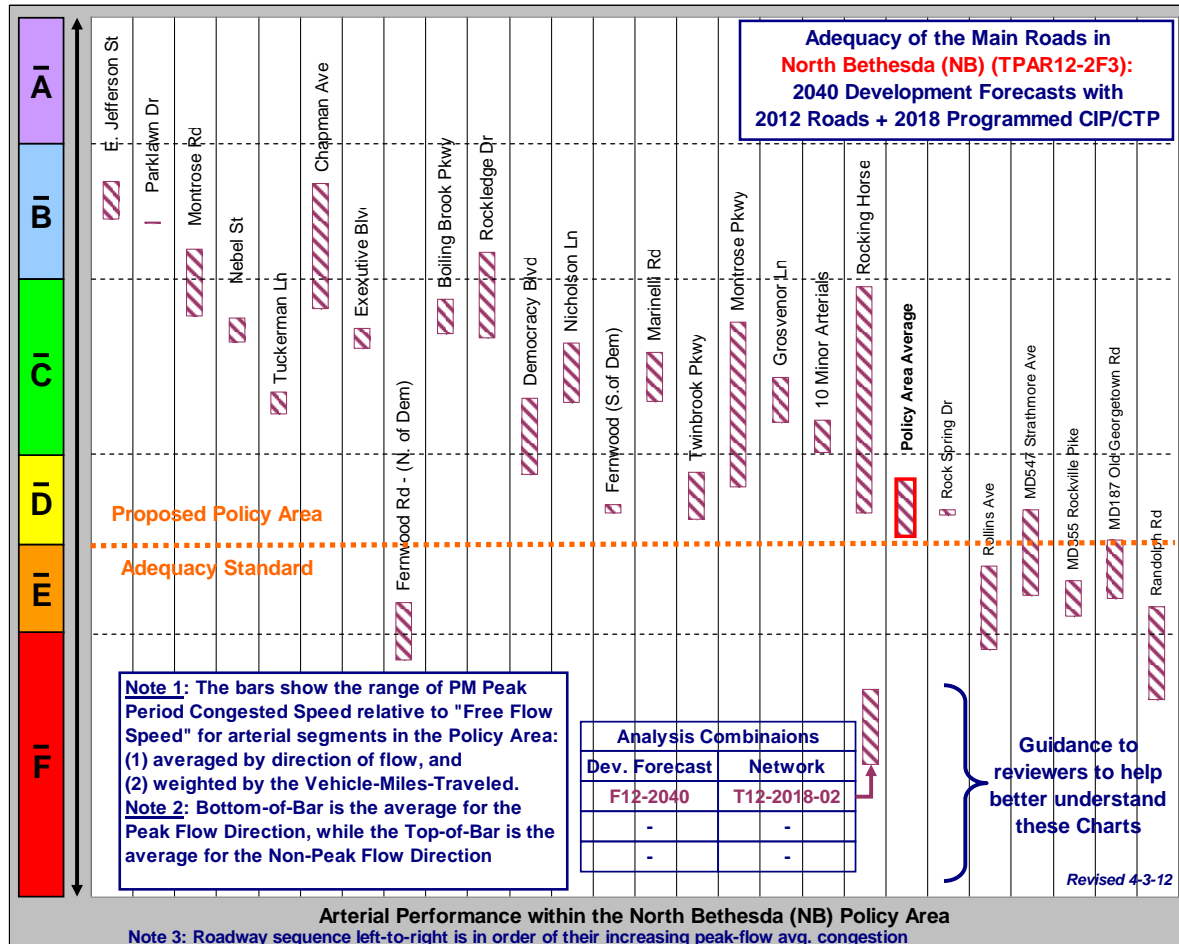 A
B
C
D
E
F
E. Jefferson St
Parklawn Dr
Montrose Rd
Nebel St
Tuckerman Ln
Chapman Ave
Exexutive Blv
Fernwood Rd - (N. of Dem)
Boiling Brook Pkwy
Rockledge Dr
Democracy Blvd
Nicholson Ln
Fernwood (S.of Dem)
Marinelli Rd
Twinbrook Pkwy
Montrose Pkwy
Grosvenor Ln
10 Minor Arterials
Rocking Horse
Policy Area Average
Rock Spring Dr
Rollins Ave
MD547 Strathmore Ave
MD355 Rockville Pike
MD187 Old Georgetown Rd
Randolph Rd
Adequacy of the Main Roads in
North Bethesda (NB) (TPAR12-2F3):
2040 Development Forecasts with
2012 Roads + 2018 Programmed CIP/CTP
Proposed Policy Area
Adequacy Standard
Note 1: The bars show the range of PM Peak
Period Congested Speed relative to "Free Flow
Speed" for arterial segments in the Policy Area:
(1) averaged by direction of flow, and
(2) weighted by the Vehicle-Miles-Traveled.
Note 2: Bottom-of-Bar is the average for the
Peak Flow Direction, while the Top-of-Bar is the
average for the Non-Peak Flow Direction
Analysis Combinaions
Dev. Forecast Network
F12-2040 T12-2018-02
- -
- -
Guidance to
reviewers to help
better understand
these Charts
Revised 4-3-12
Arterial Performance within the North Bethesda (NB) Policy Area
Note 3: Roadway sequence left-to-right is in order of their increasing peak-flow avg. congestion